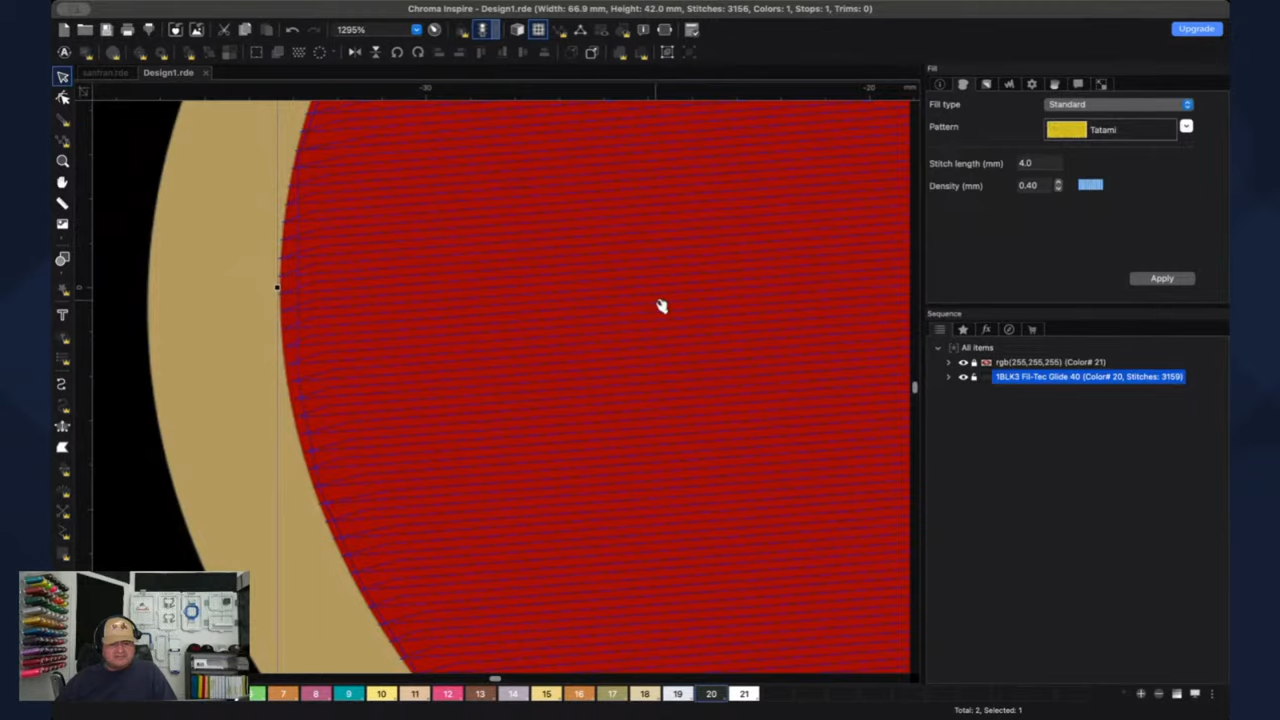 Chroma Inspire - Design1.rde (Width: 66.9 mm, Height: 42.0 mm, Stitches: 3156, Colors: 1, Stops: 1, Trims: 0)
1295%
Upgrade
sanfran.rde
Design1.rde
-30
-20
mm
0
Fill
Fill type
Standard
Pattern
Tatami
Stitch length (mm)
4.0
Density (mm)
0.40
Apply
Sequence
All items
rgb(255,255,255) (Color# 21)
1BLK3 Fil-Tec Glide 40 (Color# 20, Stitches: 3159)
7 8 9 10 11 12 13 14 15 16 17 18 19 20 21
Total: 2, Selected: 1